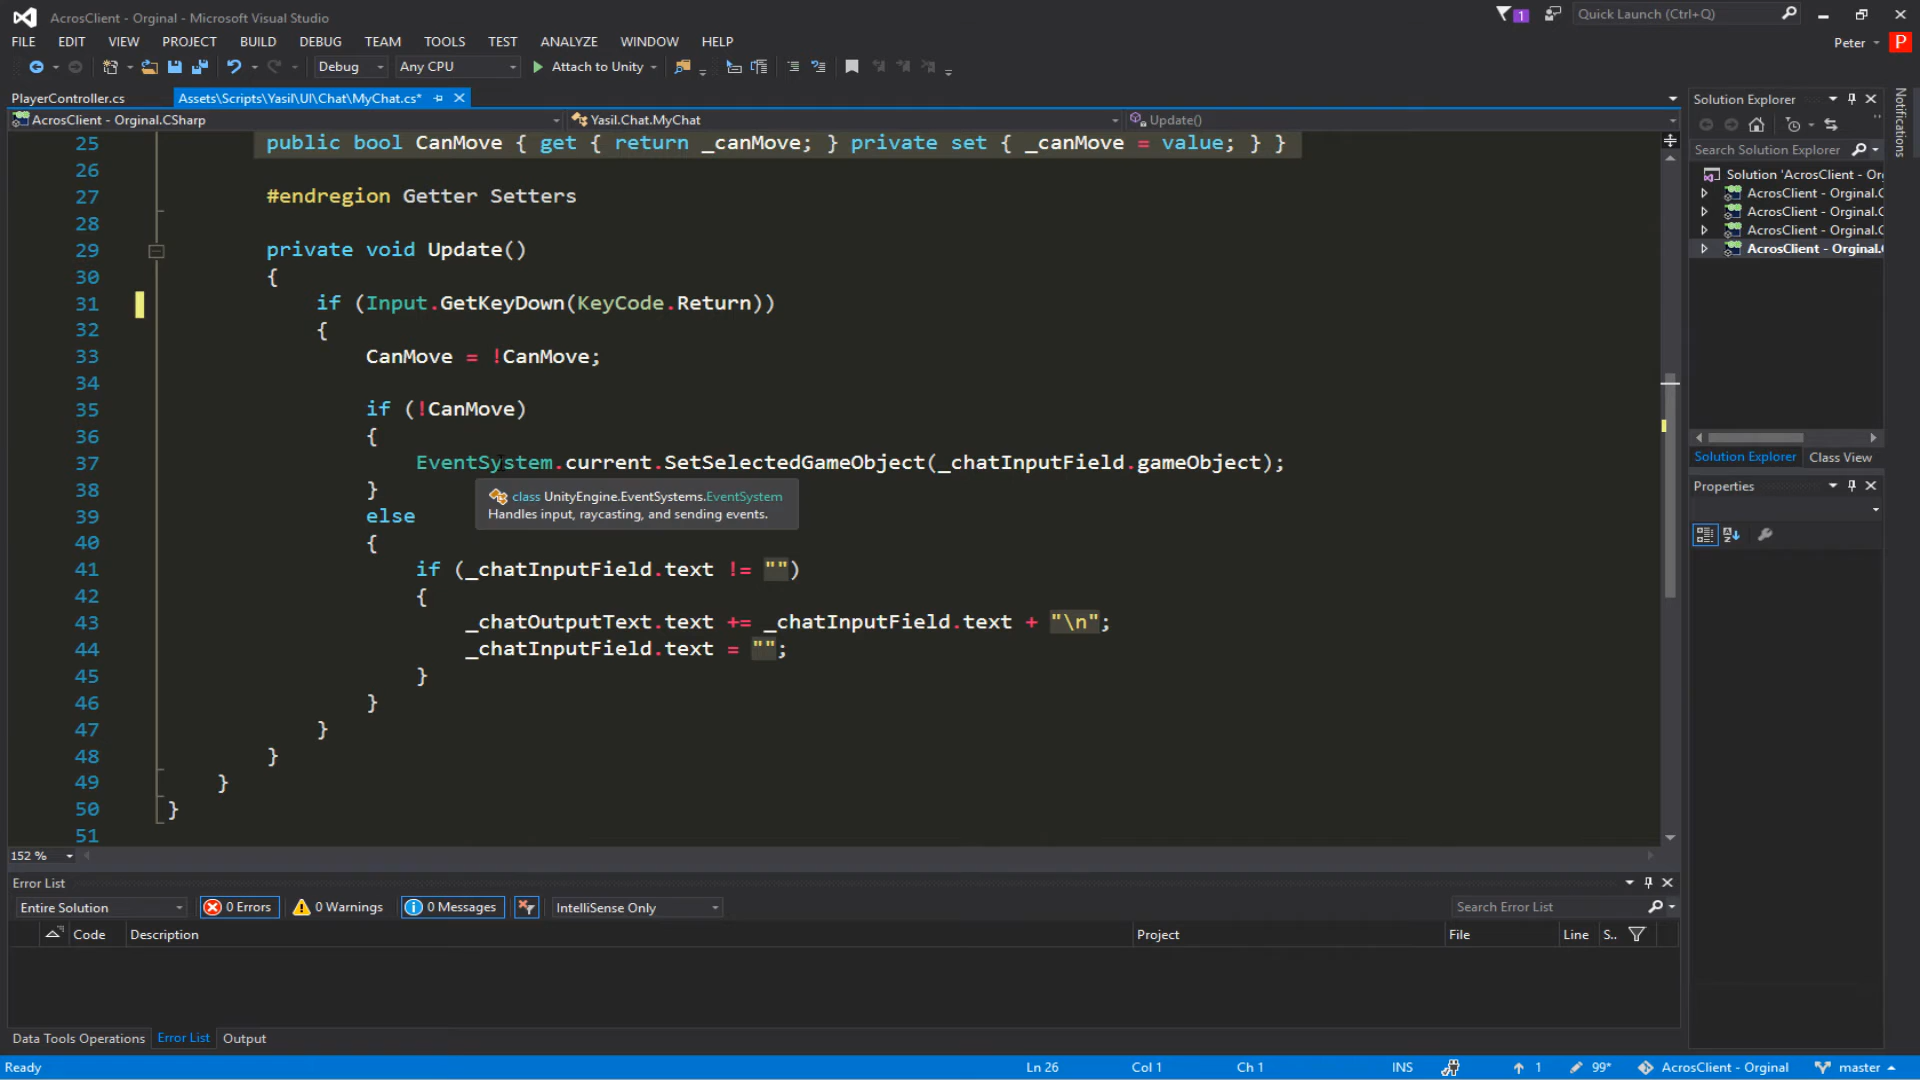 AcrosClient - Orginal - Microsoft Visual Studio
1
Quick Launch (Ctrl+Q)
FILE EDIT VIEW PROJECT BUILD DEBUG TEAM TOOLS TEST ANALYZE WINDOW HELP
Peter P
Debug Any CPU Attach to Unity
PlayerController.cs Assets\Scripts\Yasil\UI\Chat\MyChat.cs*
AcrosClient - Orginal.CSharp Yasil.Chat.MyChat Update()
25 public bool CanMove { get { return _canMove; } private set { _canMove = value; } }
26
27 #endregion Getter Setters
28
29 private void Update()
30 {
31 if (Input.GetKeyDown(KeyCode.Return))
32 {
33 CanMove = !CanMove;
34
35 if (!CanMove)
36 {
37 EventSystem.current.SetSelectedGameObject(_chatInputField.gameObject);
38 }
class UnityEngine.EventSystems.EventSystem
Handles input, raycasting, and sending events.
39 else
40 {
41 if (_chatInputField.text != "")
42 {
43 _chatOutputText.text += _chatInputField.text + "\n";
44 _chatInputField.text = "";
45 }
46 }
47 }
48 }
49 }
50 }
51
152 %
Solution Explorer
Search Solution Explorer
Solution 'AcrosClient - Or
AcrosClient - Orginal.C
AcrosClient - Orginal.C
AcrosClient - Orginal.C
AcrosClient - Orginal.
Solution Explorer Class View
Properties
Notifications
Error List
Entire Solution 0 Errors 0 Warnings 0 Messages IntelliSense Only Search Error List
Code Description Project File Line S..
Data Tools Operations Error List Output
Ready Ln 26 Col 1 Ch 1 INS 1 99* AcrosClient - Orginal master